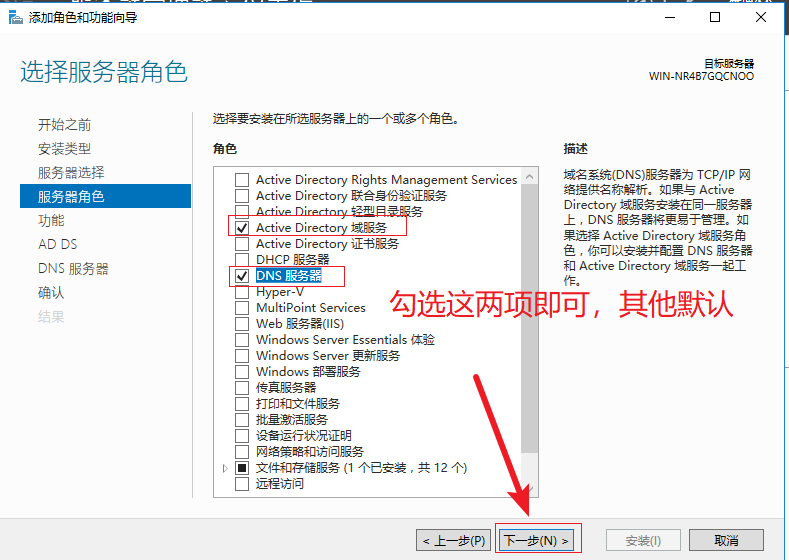 添加角色和功能向导
选择服务器角色
目标服务器
WIN-NR4B7GQCNOO
开始之前
安装类型
服务器选择
服务器角色
功能
AD DS
DNS 服务器
确认
结果
选择要安装在所选服务器上的一个或多个角色。
角色
Active Directory Rights Management Services
Active Directory 联合身份验证服务
Active Directory 轻型目录服务
Active Directory 域服务
Active Directory 证书服务
DHCP 服务器
DNS 服务器
Hyper-V
MultiPoint Services
Web 服务器(IIS)
Windows Server Essentials 体验
Windows Server 更新服务
Windows 部署服务
传真服务器
打印和文件服务
批量激活服务
设备运行状况证明
网络策略和访问服务
文件和存储服务 (1 个已安装，共 12 个)
远程访问
描述
域名系统(DNS)服务器为 TCP/IP 网
络提供名称解析。如果与 Active
Directory 域服务安装在同一服务器
上，DNS 服务器将更易于管理。如
果选择 Active Directory 域服务角
色，你可以安装并配置 DNS 服务器
和 Active Directory 域服务一起工
作。
勾选这两项即可，其他默认
< 上一步(P)
下一步(N) >
安装(I)
取消